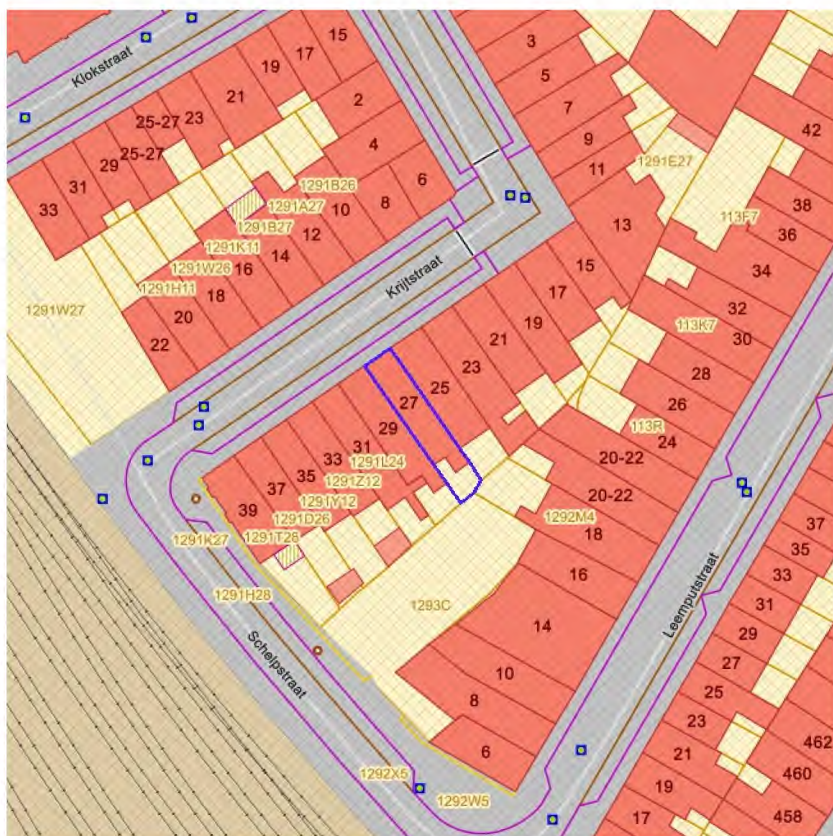 Klokstraat
15
17
19
21
23
25-27
25-27
29
31
33
2
4
6
8
10
12
14
16
18
20
22
1291B26
1291A27
1291B27
1291K11
1291W26
1291H11
1291W27
Krijtstraat
3
5
7
9
11
13
15
17
19
21
23
25
27
29
31
33
35
37
39
1291L24
1291Z12
1291Y12
1291D26
1291T26
1291K27
1291H28
1291E27
113F7
113K7
113R
42
38
36
34
32
30
28
26
24
20-22
20-22
18
16
14
10
8
6
1292M4
1293C
Schelpstraat
Leemputstraat
1292X5
1292W5
37
35
33
31
29
27
25
23
21
19
17
462
460
458